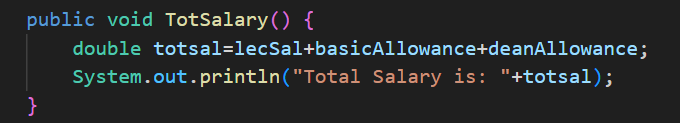 public void TotSalary() {
    double totsal=lecSal+basicAllowance+deanAllowance;
    System.out.println("Total Salary is: "+totsal);
}